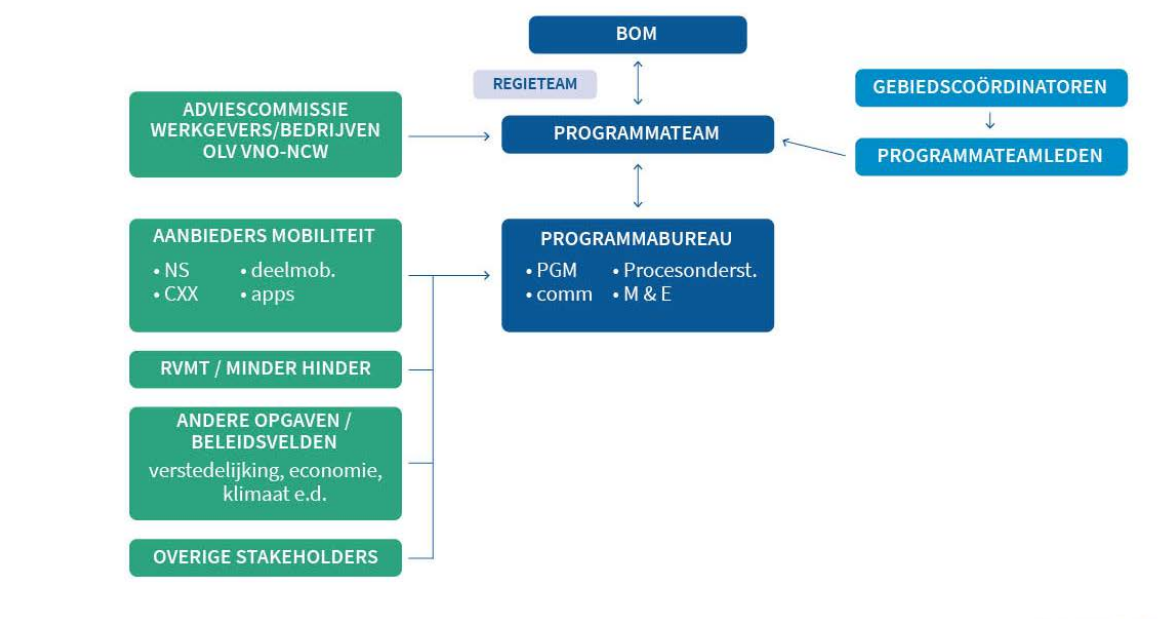 BOM
REGIETEAM
ADVIESCOMMISSIE
WERKGEVERS/BEDRIJVEN
OLV VNO-NCW
PROGRAMMATEAM
GEBIEDSCOÖRDINATOREN
PROGRAMMATEAMLEDEN
AANBIEDERS MOBILITEIT
• NS • deelmob.
• CXX • apps
PROGRAMMABUREAU
• PGM • Procesonderst.
• comm • M & E
RVMT / MINDER HINDER
ANDERE OPGAVEN /
BELEIDSVELDEN
verstedelijking, economie,
klimaat e.d.
OVERIGE STAKEHOLDERS